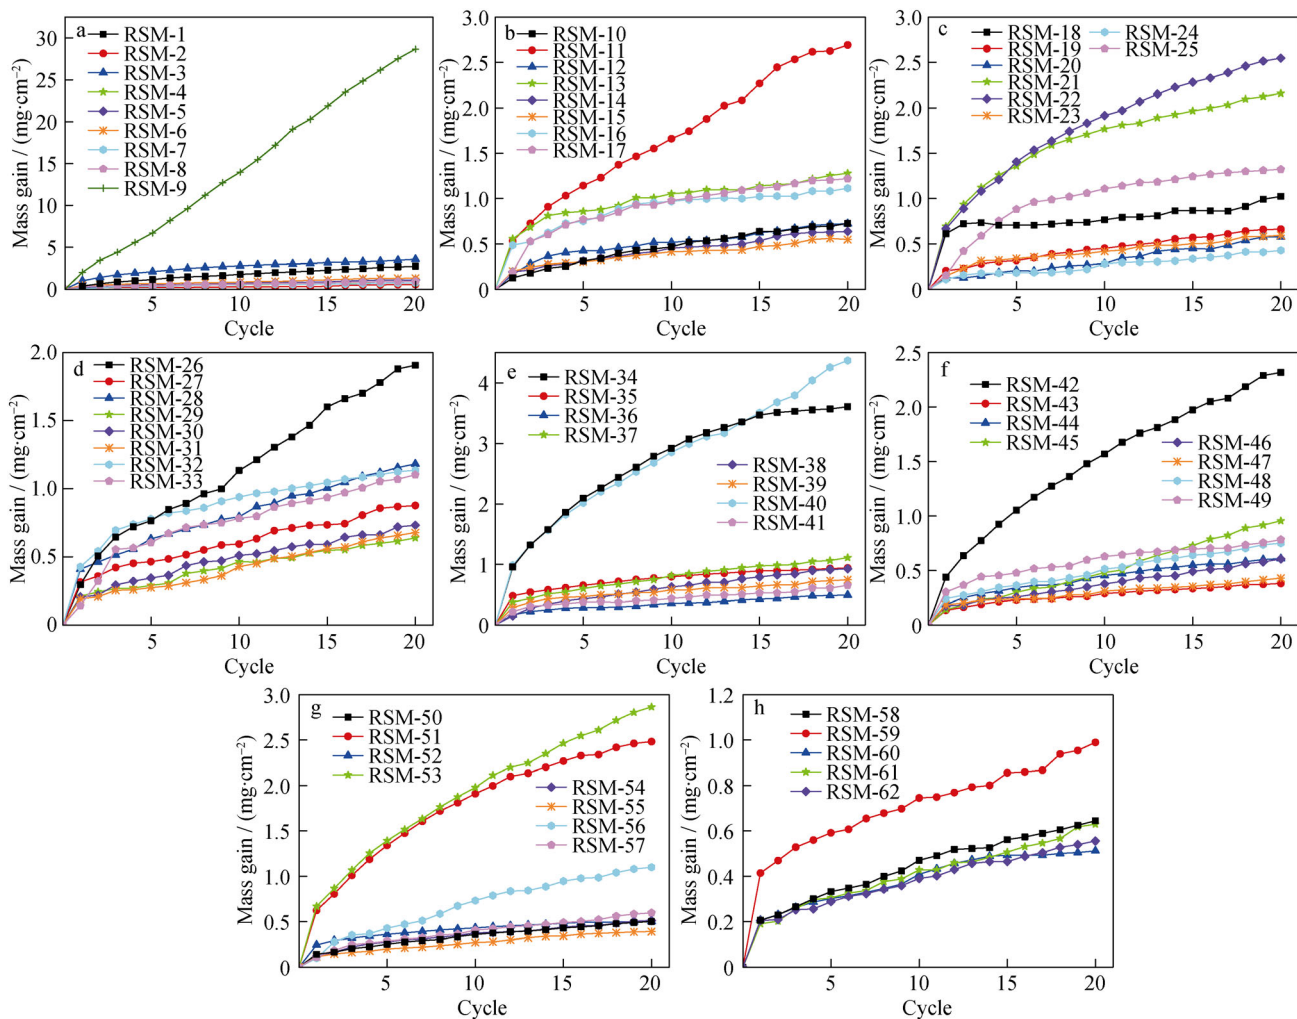 a
RSM-1
RSM-2
RSM-3
RSM-4
RSM-5
RSM-6
RSM-7
RSM-8
RSM-9
Mass gain / (mg·cm⁻²)
30
25
20
15
10
5
0
5
10
15
20
Cycle
b
RSM-10
RSM-11
RSM-12
RSM-13
RSM-14
RSM-15
RSM-16
RSM-17
Mass gain / (mg·cm⁻²)
3.0
2.5
2.0
1.5
1.0
0.5
0
5
10
15
20
Cycle
c
RSM-18
RSM-19
RSM-20
RSM-21
RSM-22
RSM-23
RSM-24
RSM-25
Mass gain / (mg·cm⁻²)
3.0
2.5
2.0
1.5
1.0
0.5
0
5
10
15
20
Cycle
d
RSM-26
RSM-27
RSM-28
RSM-29
RSM-30
RSM-31
RSM-32
RSM-33
Mass gain / (mg·cm⁻²)
2.0
1.5
1.0
0.5
0
5
10
15
20
Cycle
e
RSM-34
RSM-35
RSM-36
RSM-37
RSM-38
RSM-39
RSM-40
RSM-41
Mass gain / (mg·cm⁻²)
4
3
2
1
0
5
10
15
20
Cycle
f
RSM-42
RSM-43
RSM-44
RSM-45
RSM-46
RSM-47
RSM-48
RSM-49
Mass gain / (mg·cm⁻²)
2.5
2.0
1.5
1.0
0.5
0
5
10
15
20
Cycle
g
RSM-50
RSM-51
RSM-52
RSM-53
RSM-54
RSM-55
RSM-56
RSM-57
Mass gain / (mg·cm⁻²)
3.0
2.5
2.0
1.5
1.0
0.5
0
5
10
15
20
Cycle
h
RSM-58
RSM-59
RSM-60
RSM-61
RSM-62
Mass gain / (mg·cm⁻²)
1.2
1.0
0.8
0.6
0.4
0.2
0
5
10
15
20
Cycle